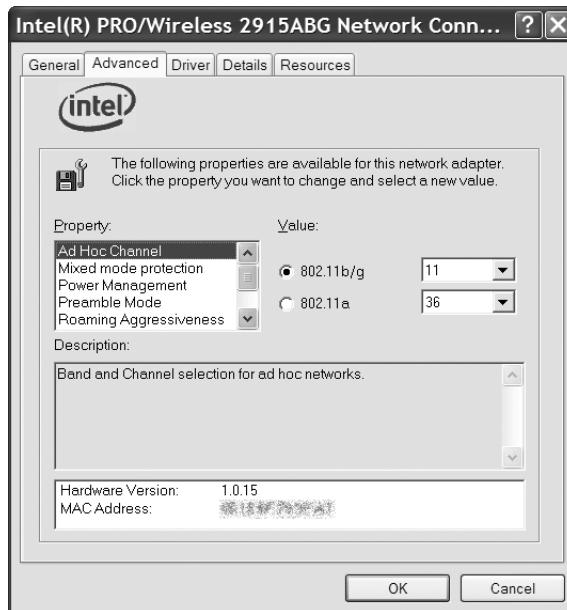 Intel(R) PRO/Wireless 2915ABG Network Conn...
General Advanced Driver Details Resources
intel
The following properties are available for this network adapter.
Click the property you want to change and select a new value.
Property: Value:
Ad Hoc Channel
Mixed mode protection
Power Management
Preamble Mode
Roaming Aggressiveness
802.11b/g 11
802.11a 36
Description:
Band and Channel selection for ad hoc networks.
Hardware Version: 1.0.15
MAC Address:
OK Cancel